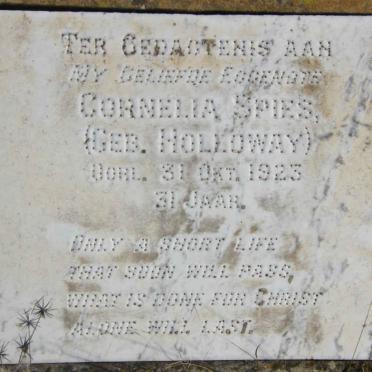 TER GEDAGTENIS AAN
MY GELIEFDE EGGENOTE
CORNELIA SPIES,
(GEB. HOLLOWAY)
OORL. 31 OKT. 1923
31 JAAR.
ONLY A SHORT LIFE
THAT SOON WILL PASS,
WHAT IS DONE FOR CHRIST
ALONE WILL LAST.